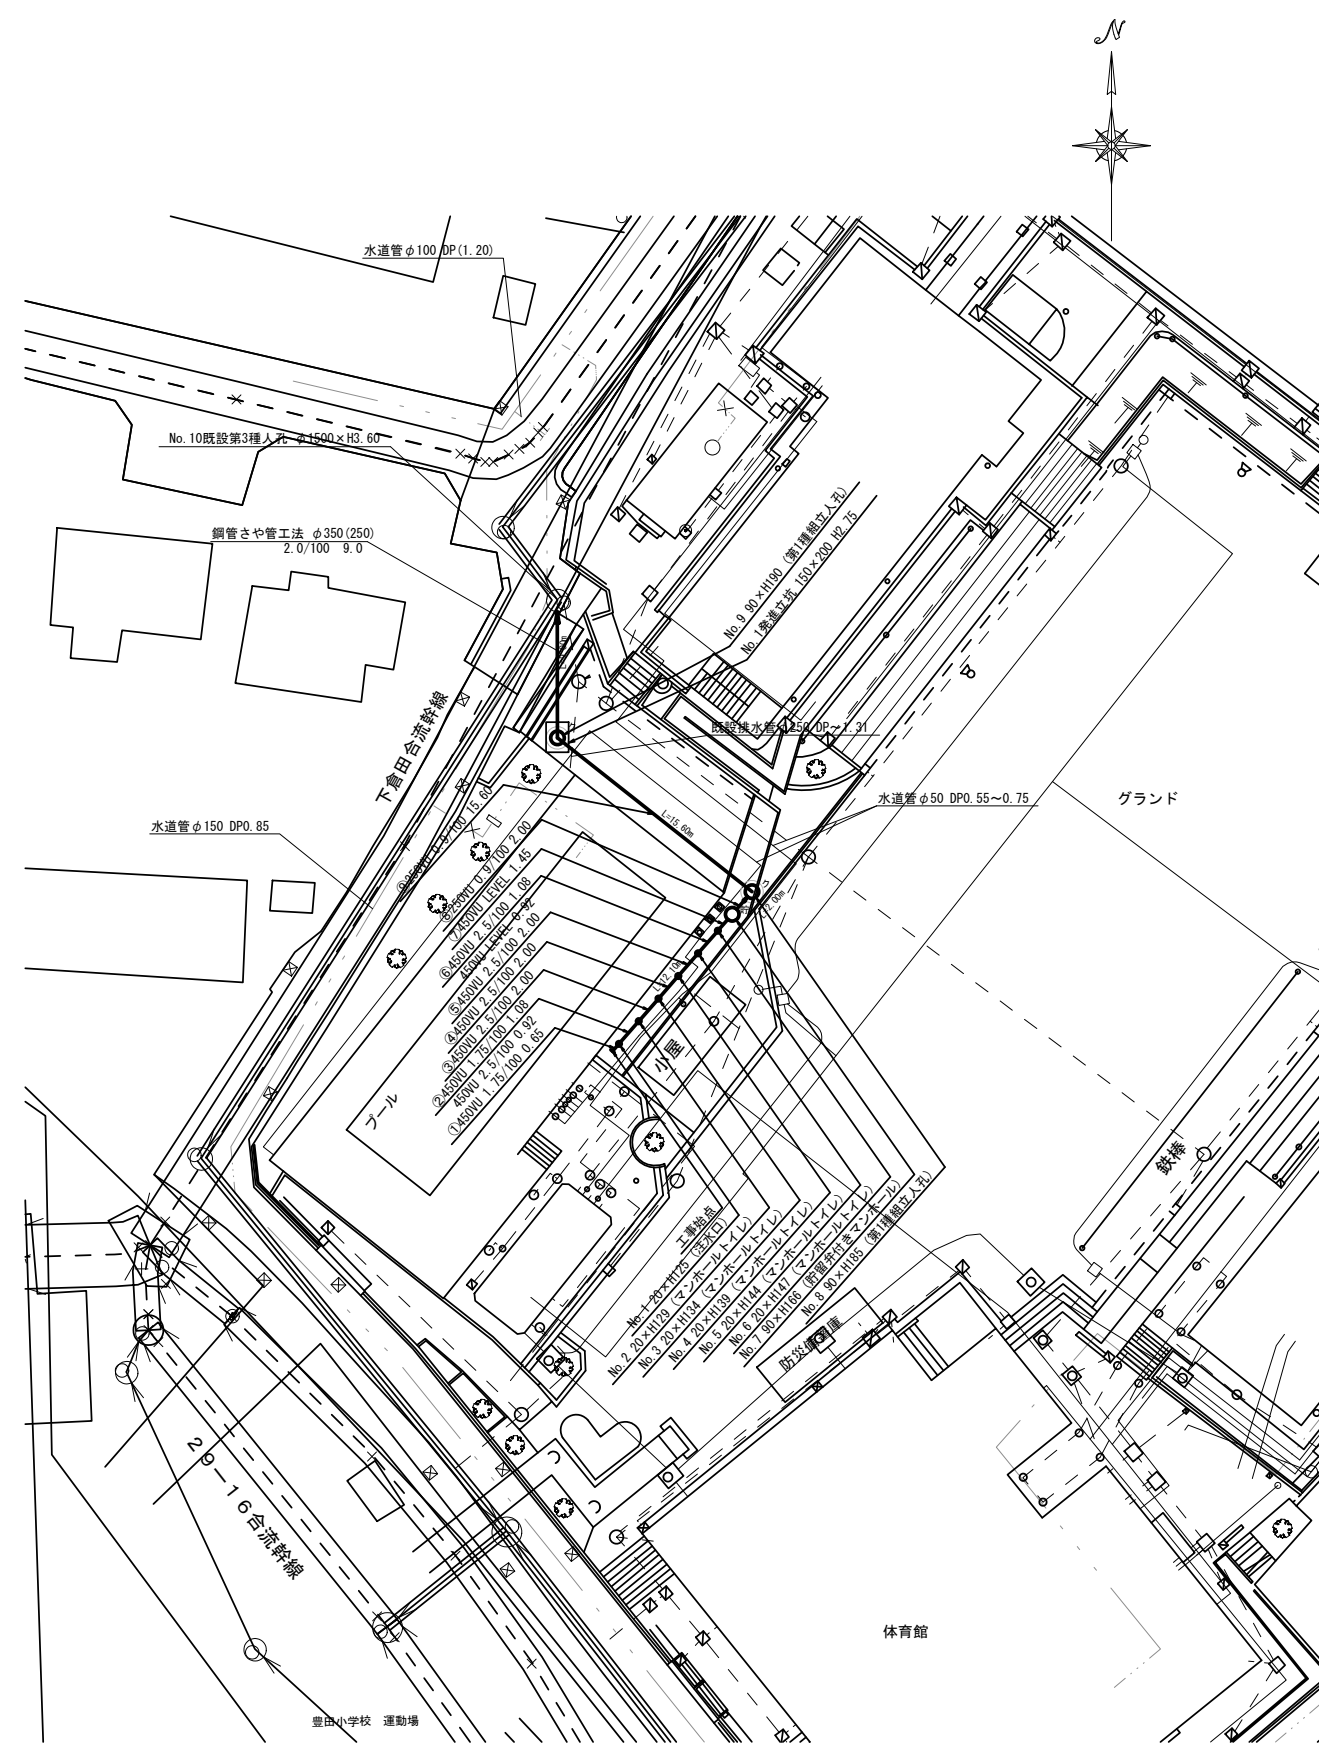 N
水道管φ100 DP(1.20)
No.10既設第3種人孔 φ1500×H3.60
鋼管さや管工法 φ350(250)
2.0/100 9.0
No.9 90×H190 (第1種組立人孔)
No.1発進立坑 150×200 H2.75
既設排水管φ250 DP～1.31
下倉田合流幹線
水道管φ50 DP0.55～0.75
グランド
水道管φ150 DP0.85
L=15.60m
⑨250VU 0.9/100 15.60
⑧250VU 0.9/100 2.00
⑦450VU LEVEL 1.45
⑥450VU 2.5/100 1.08
450VU LEVEL 0.92
⑤450VU 2.5/100 2.00
④450VU 2.5/100 2.00
③450VU 2.5/100 2.00
②450VU 1.75/100 1.08
450VU 2.5/100 0.92
①450VU 1.75/100 0.65
L=2.00m
L=12.10m
小屋
プール
鉄棒
工事始点
No.1 20×H125 (注水口)
No.2 20×H129 (マンホールトイレ)
No.3 20×H134 (マンホールトイレ)
No.4 20×H139 (マンホールトイレ)
No.5 20×H144 (マンホールトイレ)
No.6 20×H147 (マンホールトイレ)
No.7 90×H166 (貯留弁付きマンホール)
No.8 90×H185 (第1種組立人孔)
防災備蓄庫
29－16合流幹線
体育館
豊田小学校 運動場